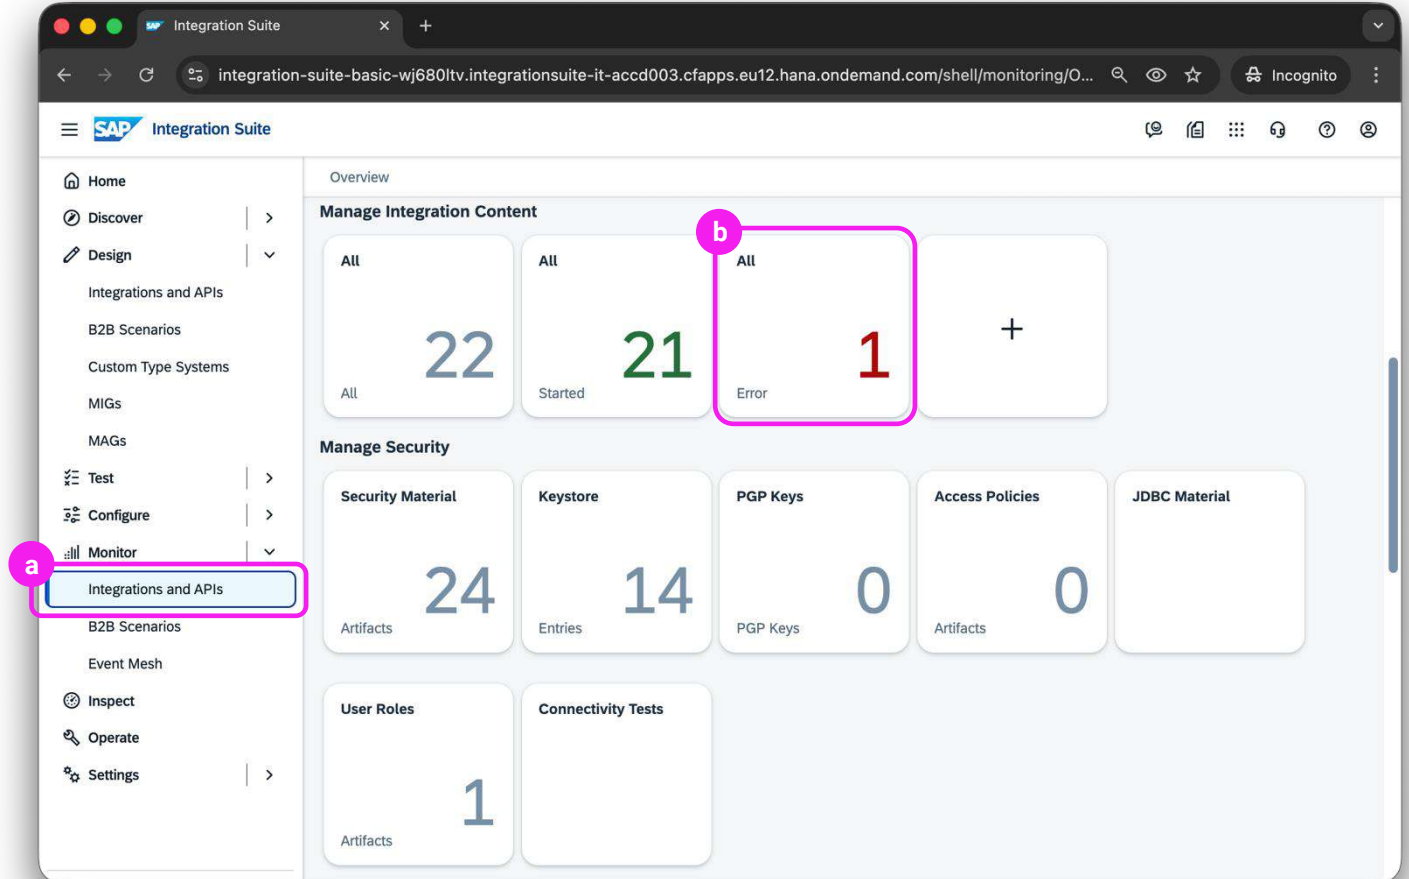 SAP Integration Suite
integration-suite-basic-wj680ltv.integrationsuite-it-accd003.cfapps.eu12.hana.ondemand.com/shell/monitoring/O...
Incognito
SAP Integration Suite
Home
Discover
Design
Integrations and APIs
B2B Scenarios
Custom Type Systems
MIGs
MAGs
Test
Configure
Monitor
a
Integrations and APIs
B2B Scenarios
Event Mesh
Inspect
Operate
Settings
Overview
Manage Integration Content
b
All
22
All
All
21
Started
All
1
Error
Manage Security
Security Material
24
Artifacts
Keystore
14
Entries
PGP Keys
0
PGP Keys
Access Policies
0
Artifacts
JDBC Material
User Roles
1
Artifacts
Connectivity Tests